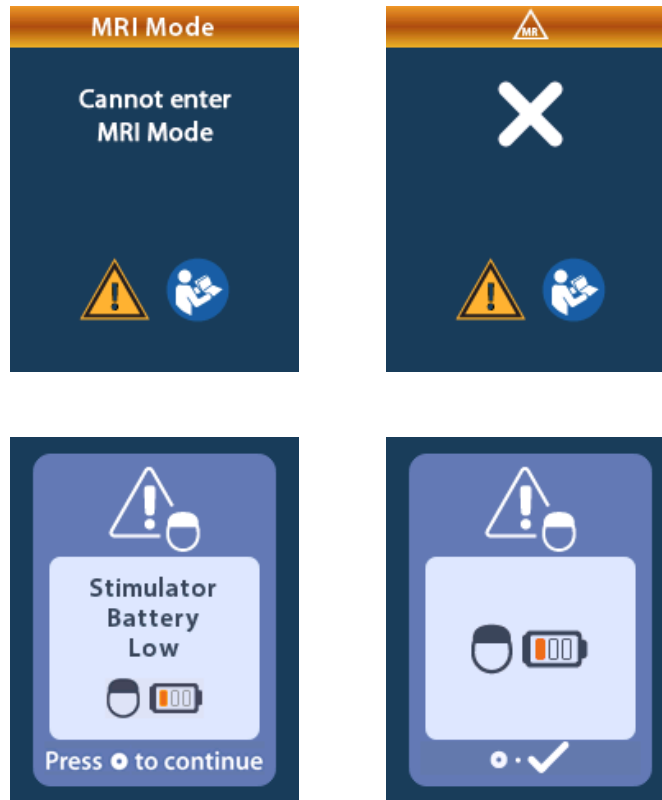 MRI Mode
MR
Cannot enter
MRI Mode
Stimulator
Battery
Low
Press to continue